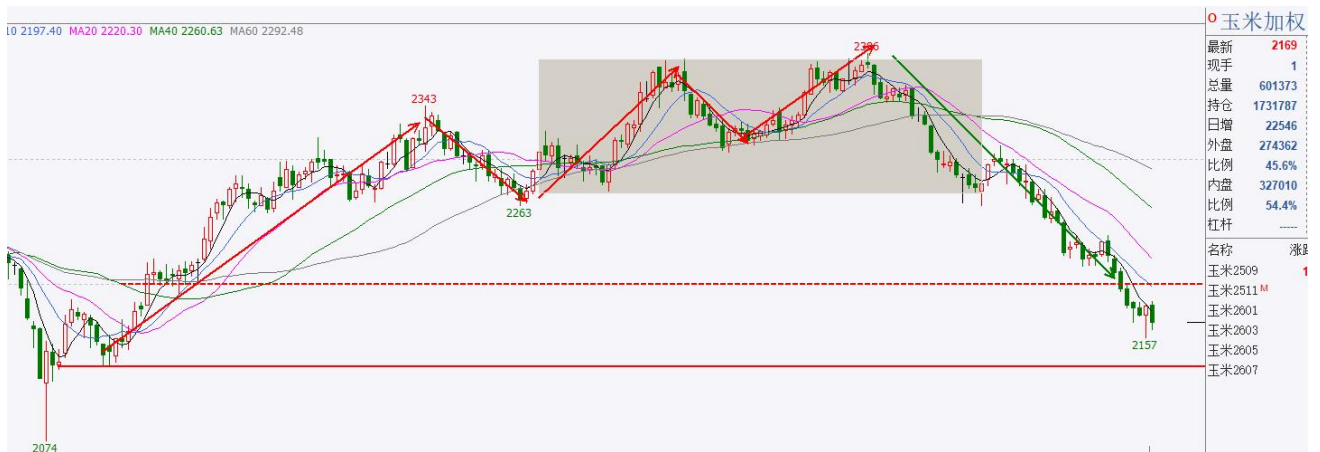 10 2197.40 MA20 2220.30 MA40 2260.63 MA60 2292.48
2343
2263
2074
2157
玉米加权
最新 2169
现手 1
总量 601373
持仓 1731787
日增 22546
外盘 274362
比例 45.6%
内盘 327010
比例 54.4%
杠杆 -----
名称
玉米2509
玉米2511 M
玉米2601
玉米2603
玉米2605
玉米2607